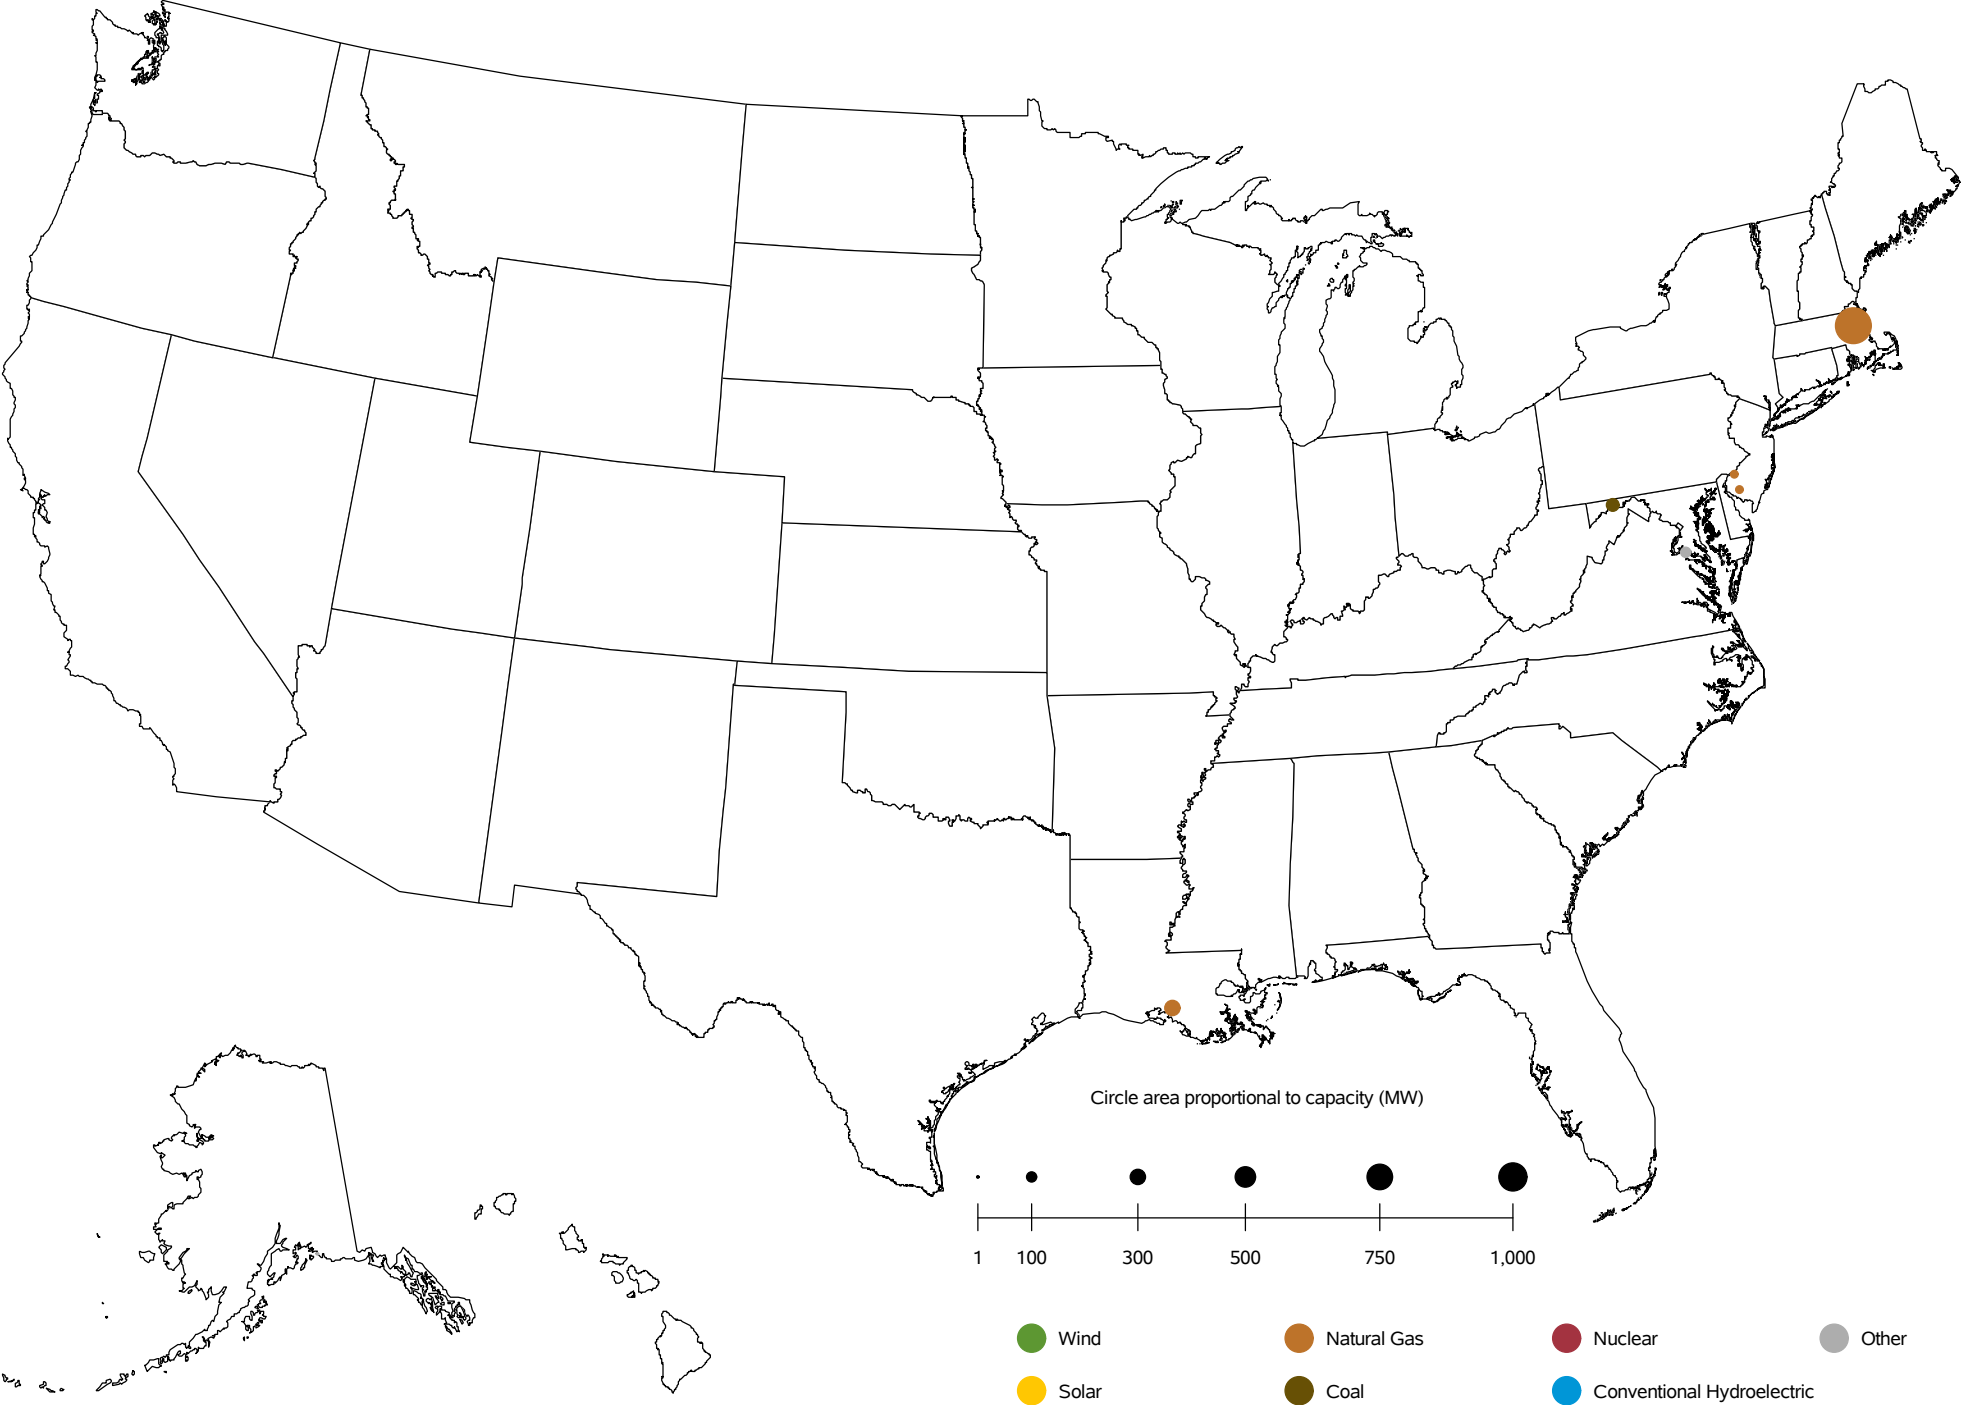 Circle area proportional to capacity (MW)
1 100 300 500 750 1,000
Wind Natural Gas Nuclear Other
Solar Coal Conventional Hydroelectric